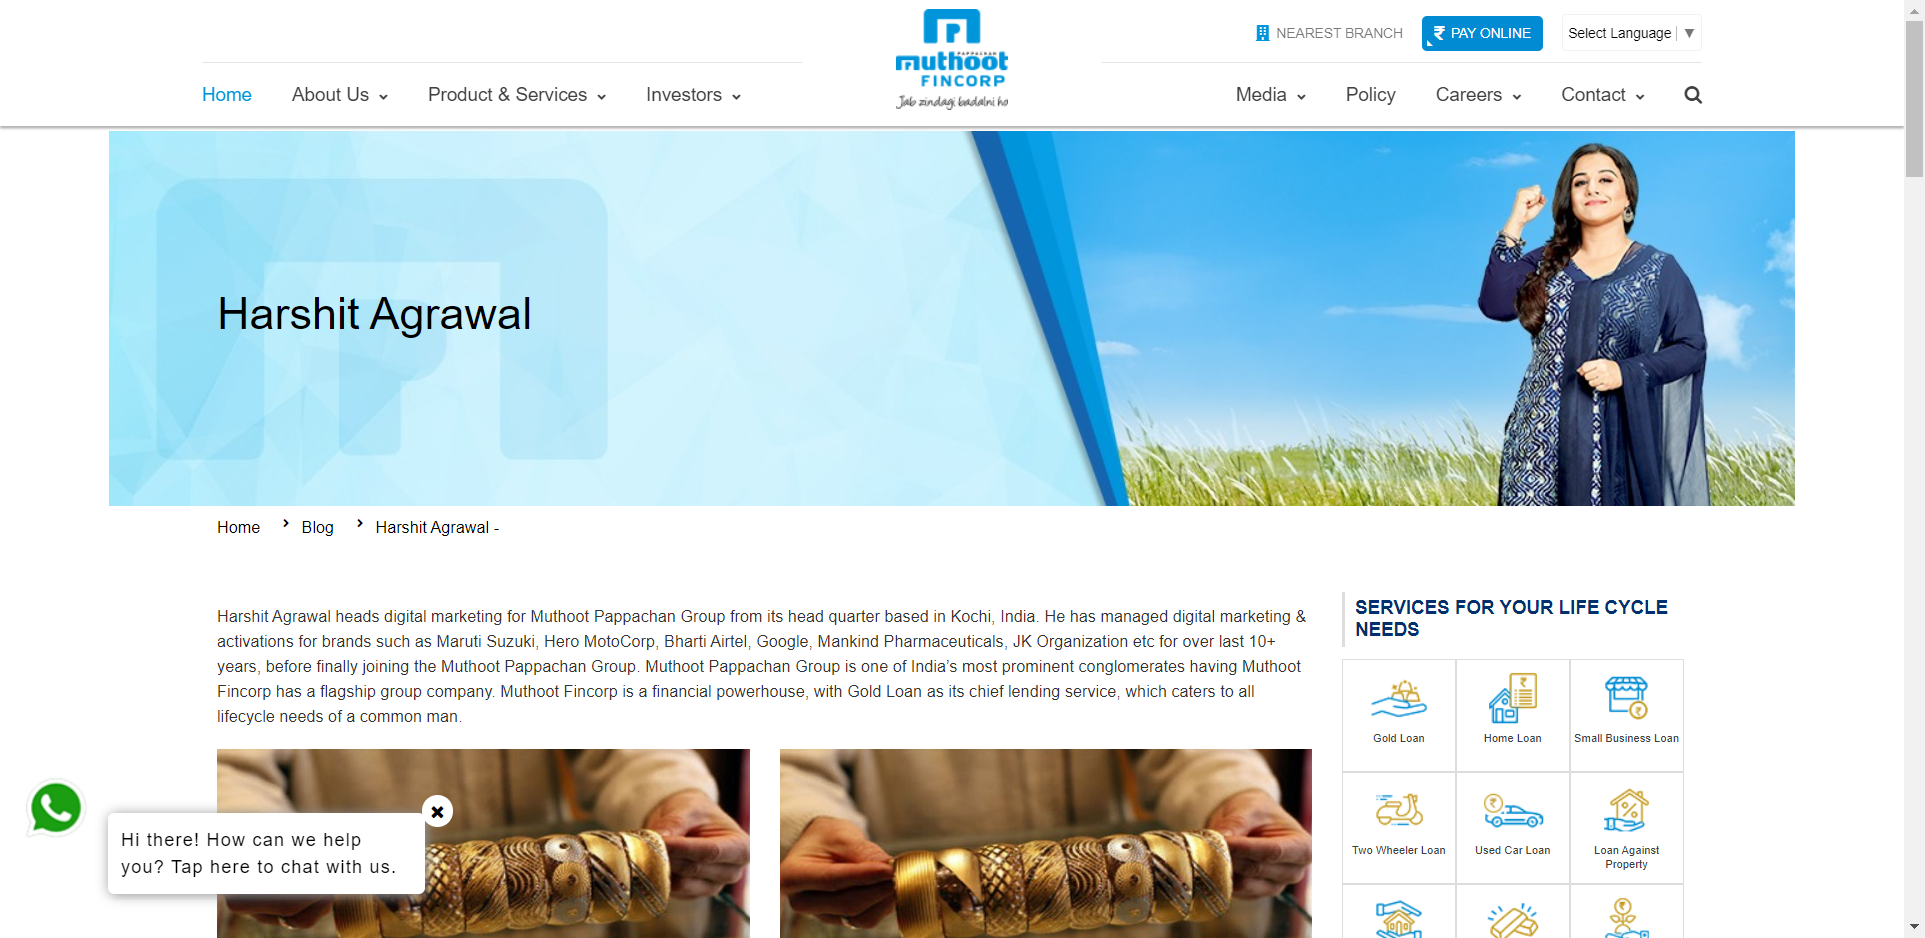 NEAREST BRANCH
PAY ONLINE
Select Language ▼
PAPPACHAN
muthoot
FINCORP
Jab zindagi badalni ho
Home
About Us
Product & Services
Investors
Media
Policy
Careers
Contact
Harshit Agrawal
Home
Blog
Harshit Agrawal -
Harshit Agrawal heads digital marketing for Muthoot Pappachan Group from its head quarter based in Kochi, India. He has managed digital marketing &
activations for brands such as Maruti Suzuki, Hero MotoCorp, Bharti Airtel, Google, Mankind Pharmaceuticals, JK Organization etc for over last 10+
years, before finally joining the Muthoot Pappachan Group. Muthoot Pappachan Group is one of India’s most prominent conglomerates having Muthoot
Fincorp has a flagship group company. Muthoot Fincorp is a financial powerhouse, with Gold Loan as its chief lending service, which caters to all
lifecycle needs of a common man.
SERVICES FOR YOUR LIFE CYCLE
NEEDS
Gold Loan
Home Loan
Small Business Loan
Two Wheeler Loan
Used Car Loan
Loan Against
Property
Hi there! How can we help
you? Tap here to chat with us.